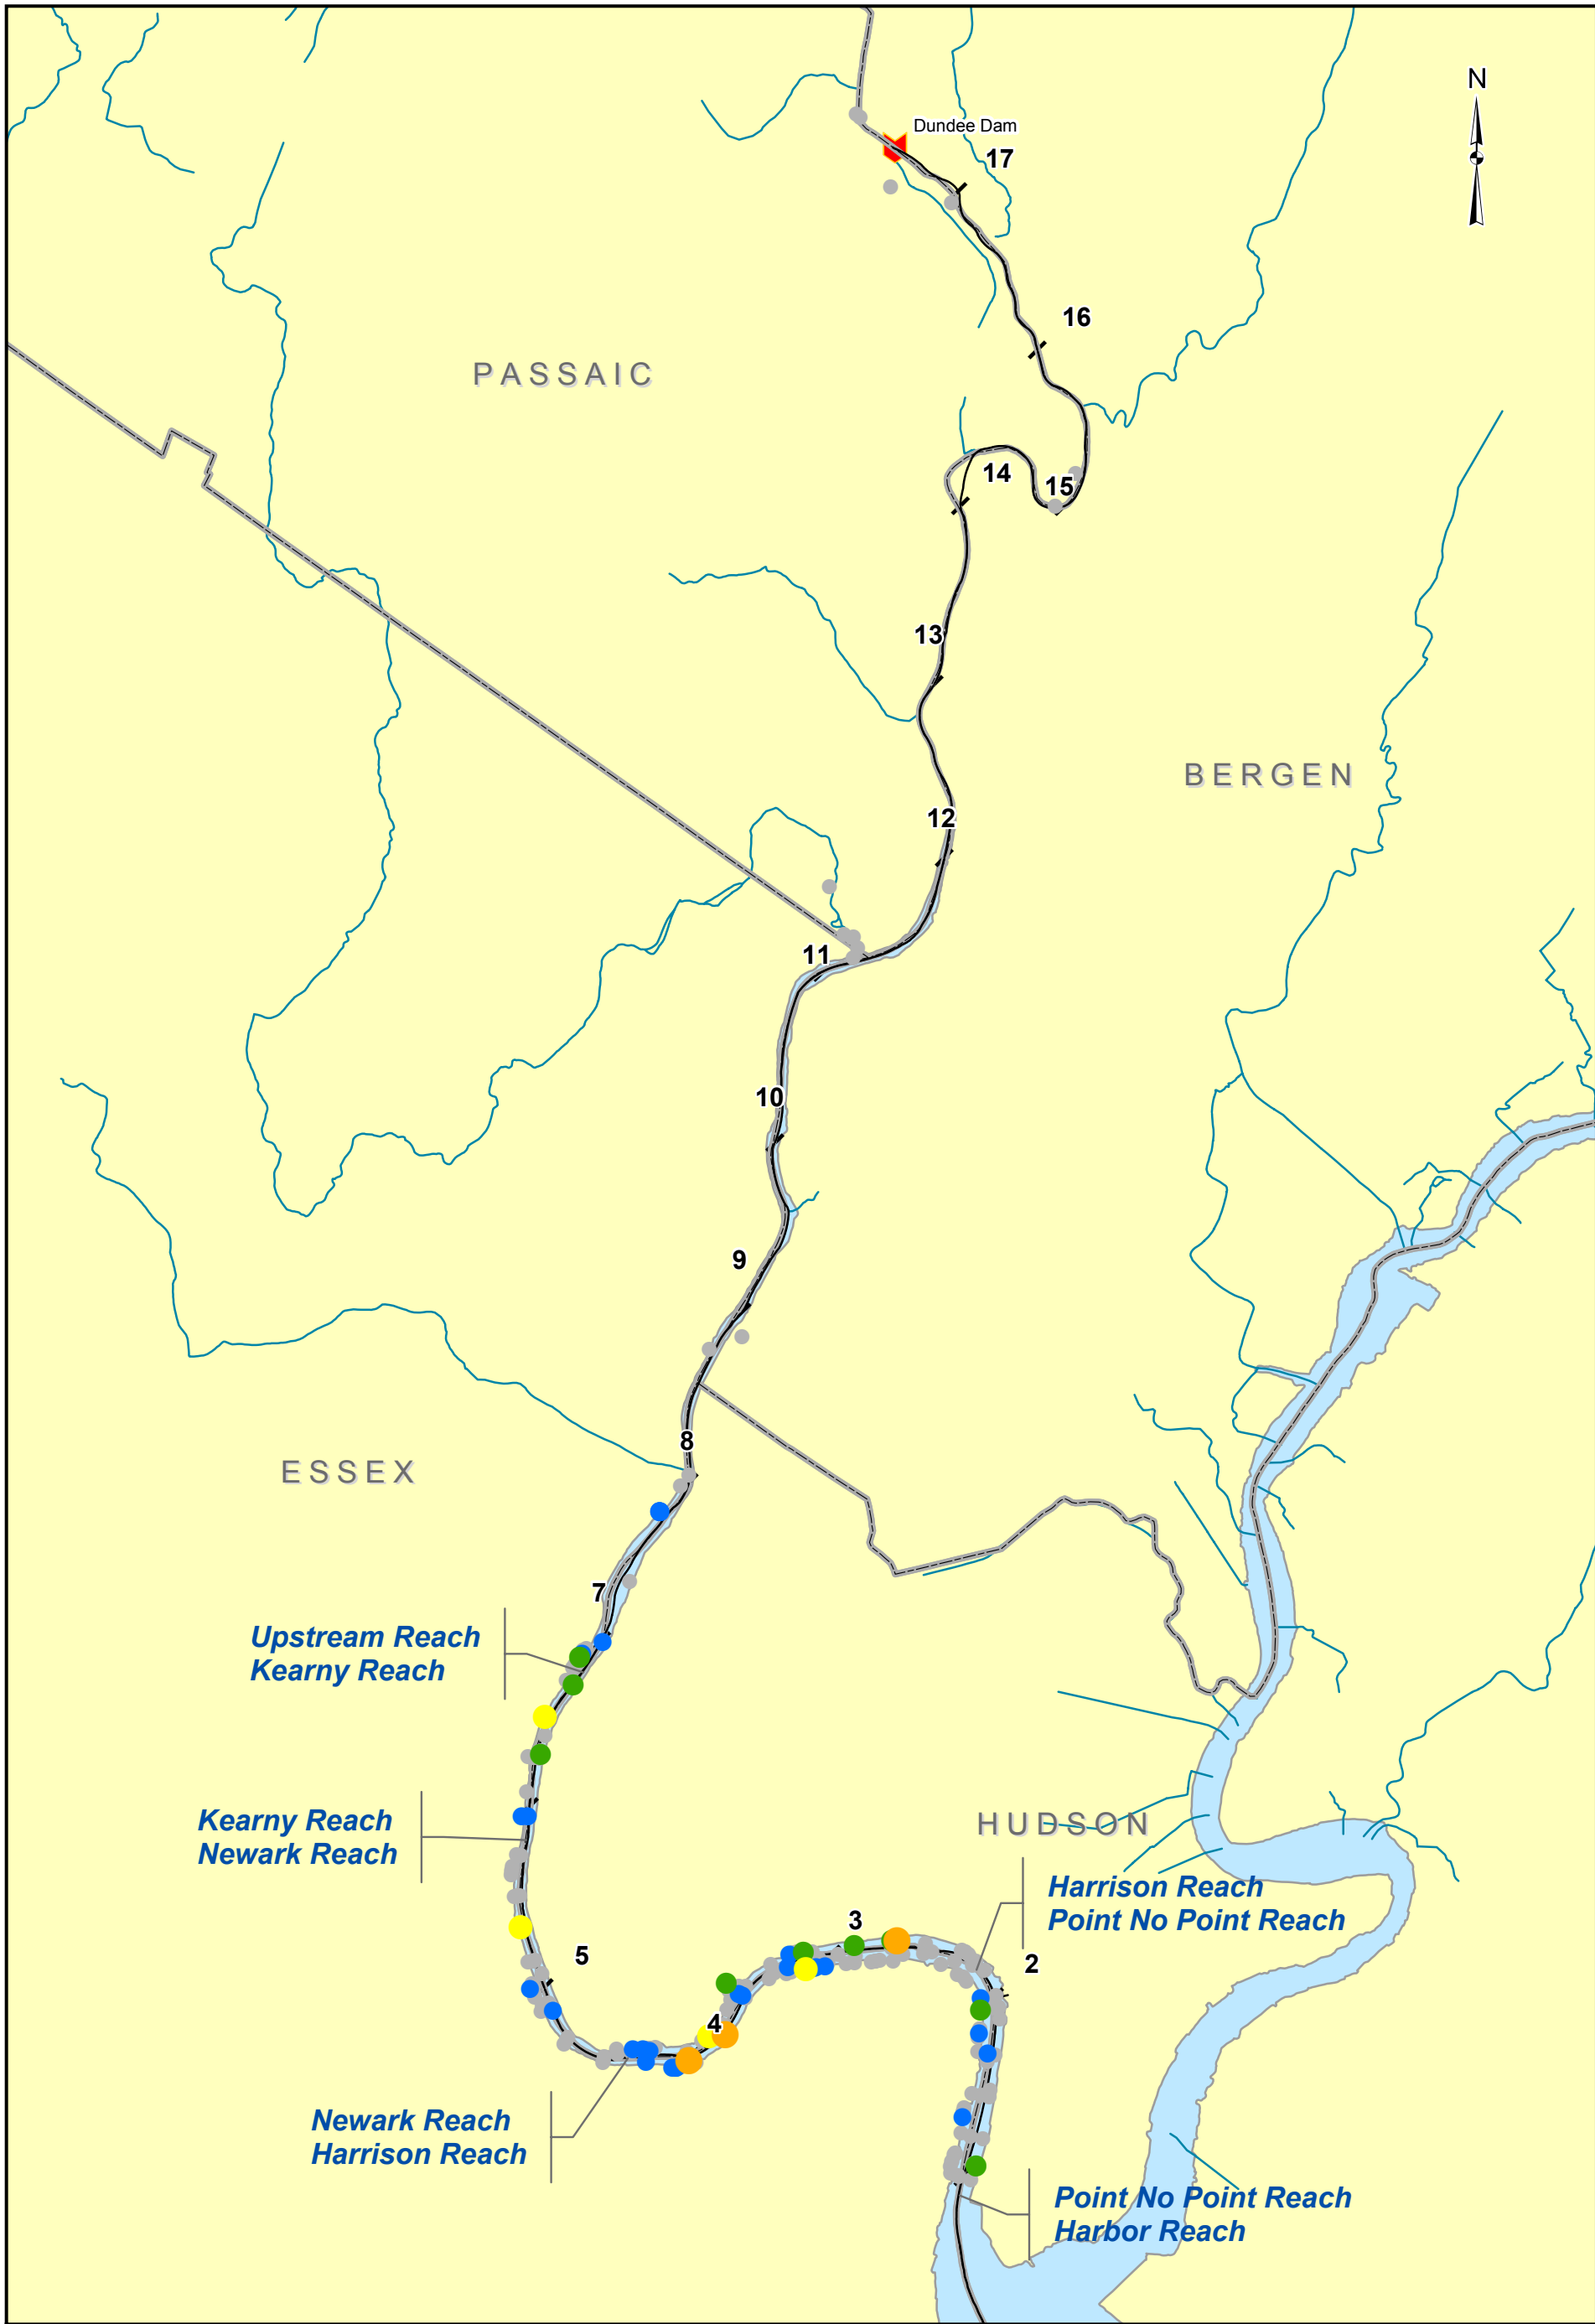 N
Dundee Dam
17
16
PASSAIC
14
15
13
BERGEN
12
11
10
9
8
ESSEX
7
Upstream Reach
Kearny Reach
Kearny Reach
Newark Reach
HUDSON
Harrison Reach
Point No Point Reach
3
5
2
4
Newark Reach
Harrison Reach
Point No Point Reach
Harbor Reach